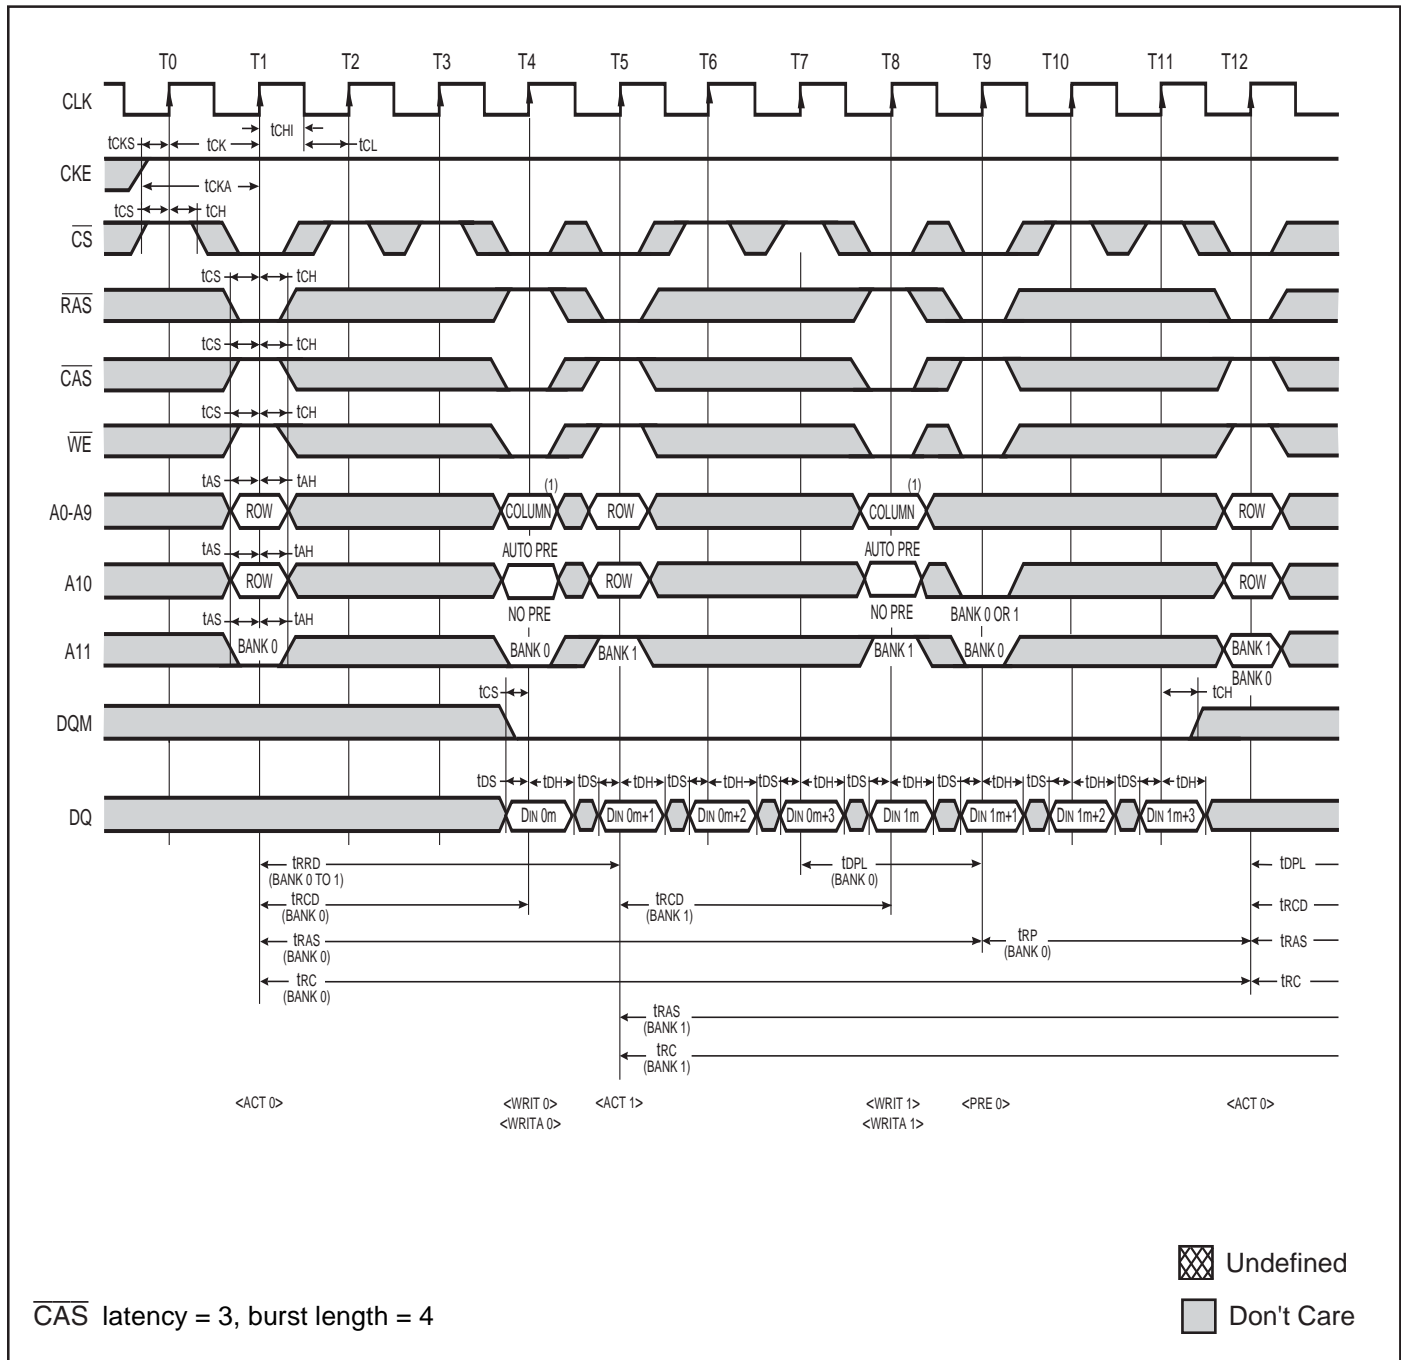 T0 T1 T2 T3 T4 T5 T6 T7 T8 T9 T10 T11 T12
CLK
tCHI
tCKS tCK tCL
CKE
tCKA
tCS tCH
CS
tCS tCH
RAS
tCS tCH
CAS
tCS tCH
WE
tAS tAH
(1) (1)
A0-A9 ROW COLUMN ROW COLUMN ROW
tAS tAH AUTO PRE AUTO PRE
A10 ROW ROW ROW
tAS tAH NO PRE NO PRE BANK 0 OR 1
A11 BANK 0 BANK 0 BANK 1 BANK 1 BANK 0 BANK 1
BANK 0
tCS tCH
DQM
tDS tDH tDS tDH tDS tDH tDS tDH tDS tDH tDS tDH tDS tDH tDS tDH
DQ DIN 0m DIN 0m+1 DIN 0m+2 DIN 0m+3 DIN 1m DIN 1m+1 DIN 1m+2 DIN 1m+3
tRRD tDPL tDPL
(BANK 0 TO 1) (BANK 0)
tRCD tRCD tRCD
(BANK 0) (BANK 1)
tRAS tRP tRAS
(BANK 0) (BANK 0)
tRC tRC
(BANK 0)
tRAS
(BANK 1)
tRC
(BANK 1)
<ACT 0> <WRIT 0> <ACT 1> <WRIT 1> <PRE 0> <ACT 0>
<WRITA 0> <WRITA 1>
Undefined
CAS latency = 3, burst length = 4
Don't Care